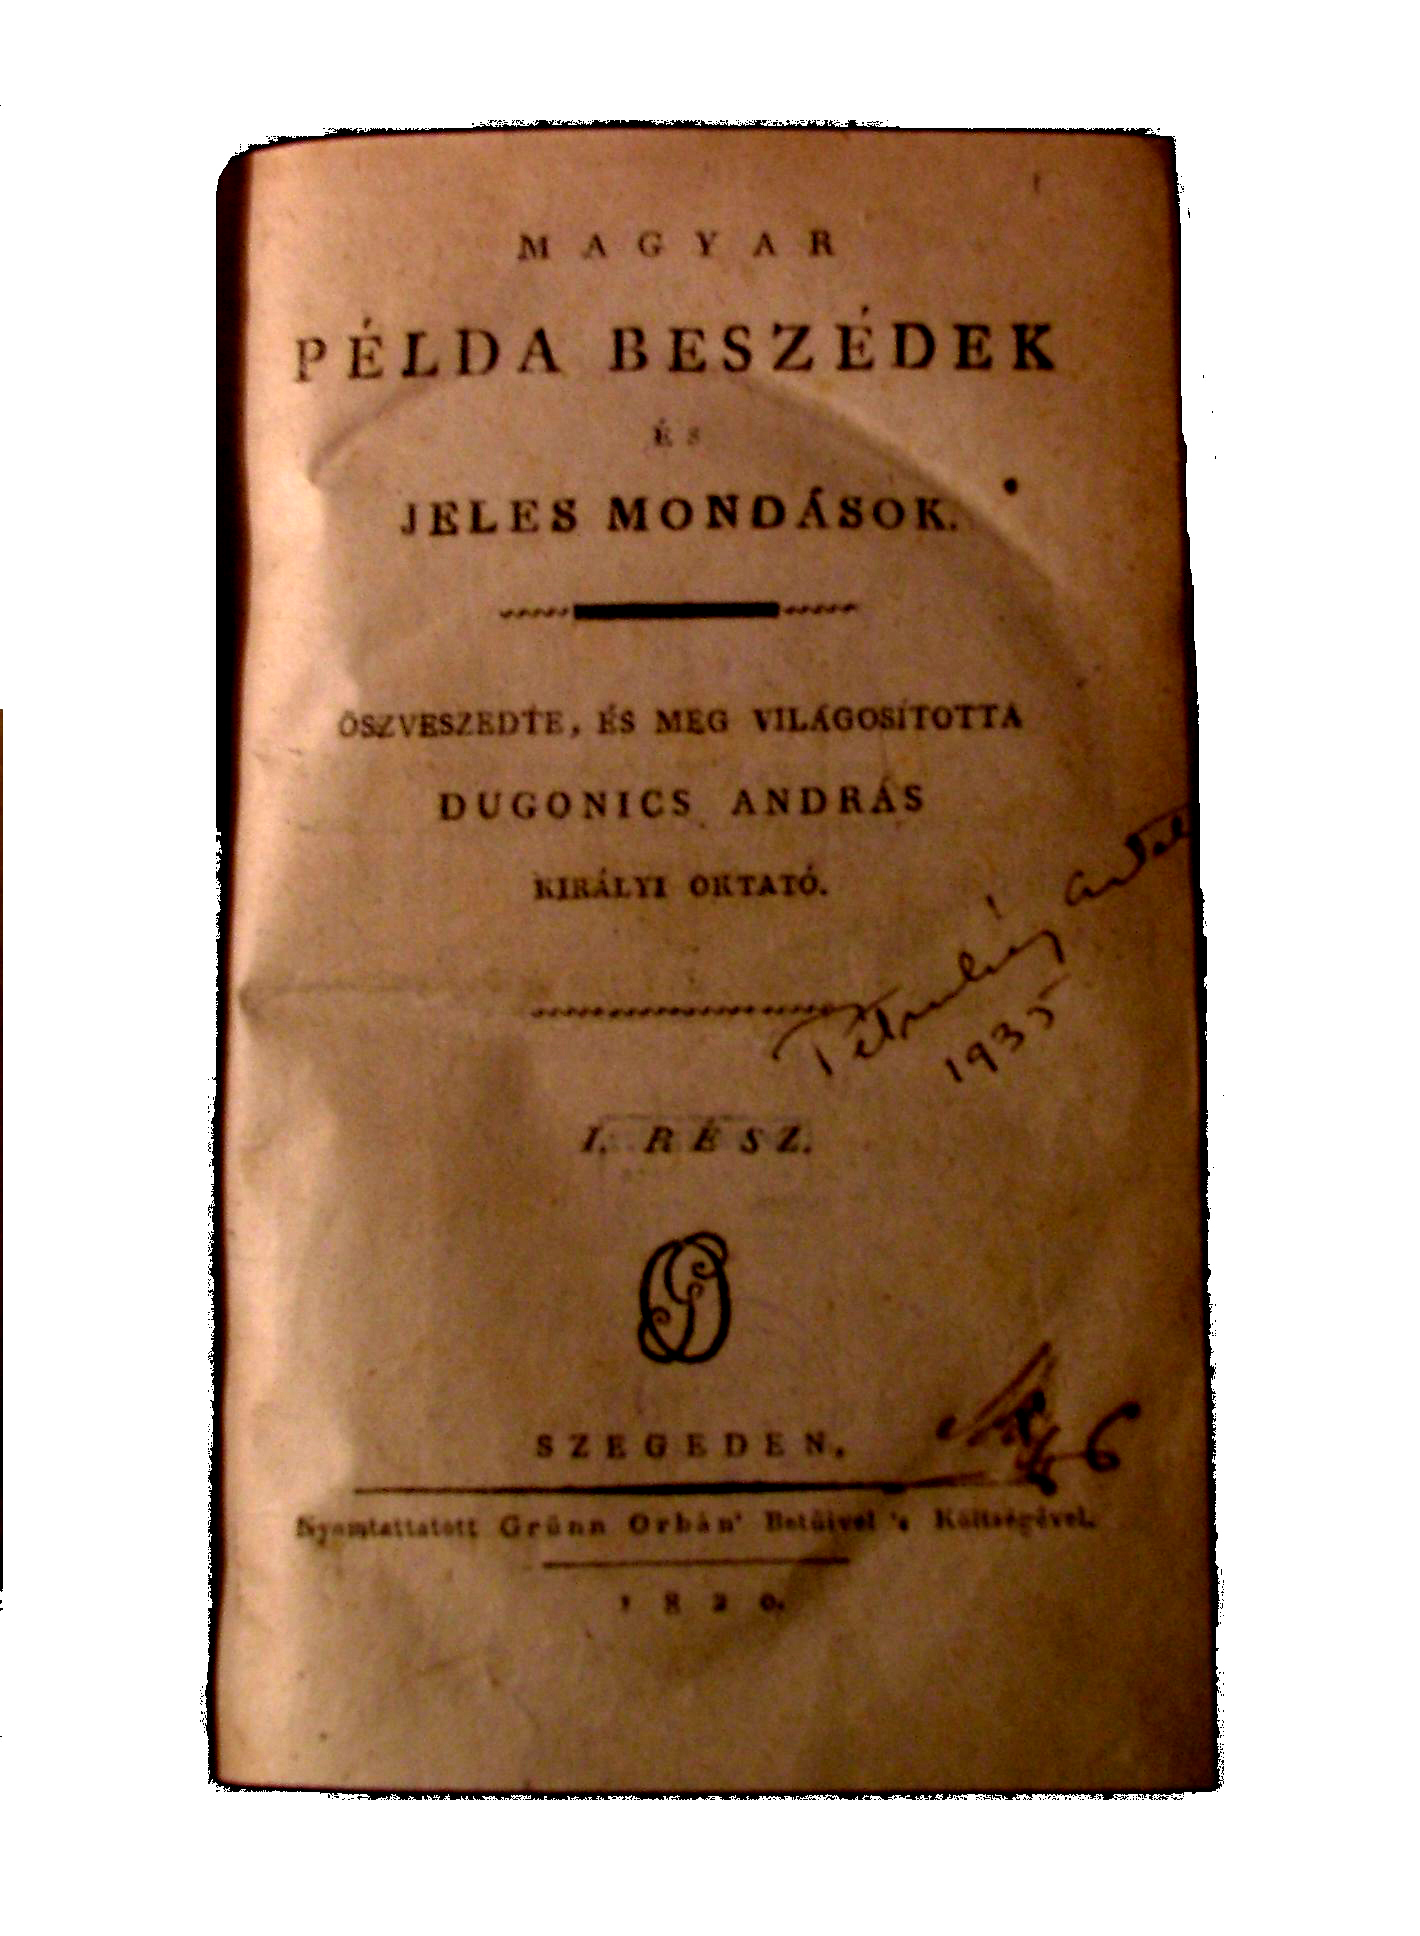 MAGYAR
PÉLDA BESZÉDEK
ÉS
JELES MONDÁSOK.
ÖSZVESZEDTE, ÉS MEG VILÁGOSÍTOTTA
DUGONICS ANDRÁS
KIRÁLYI OKTATÓ.
1935
I. RÉSZ.
SZEGEDEN.
Nyomtattatott Grünn Orbán' Betűivel 's Költségével.
1820.